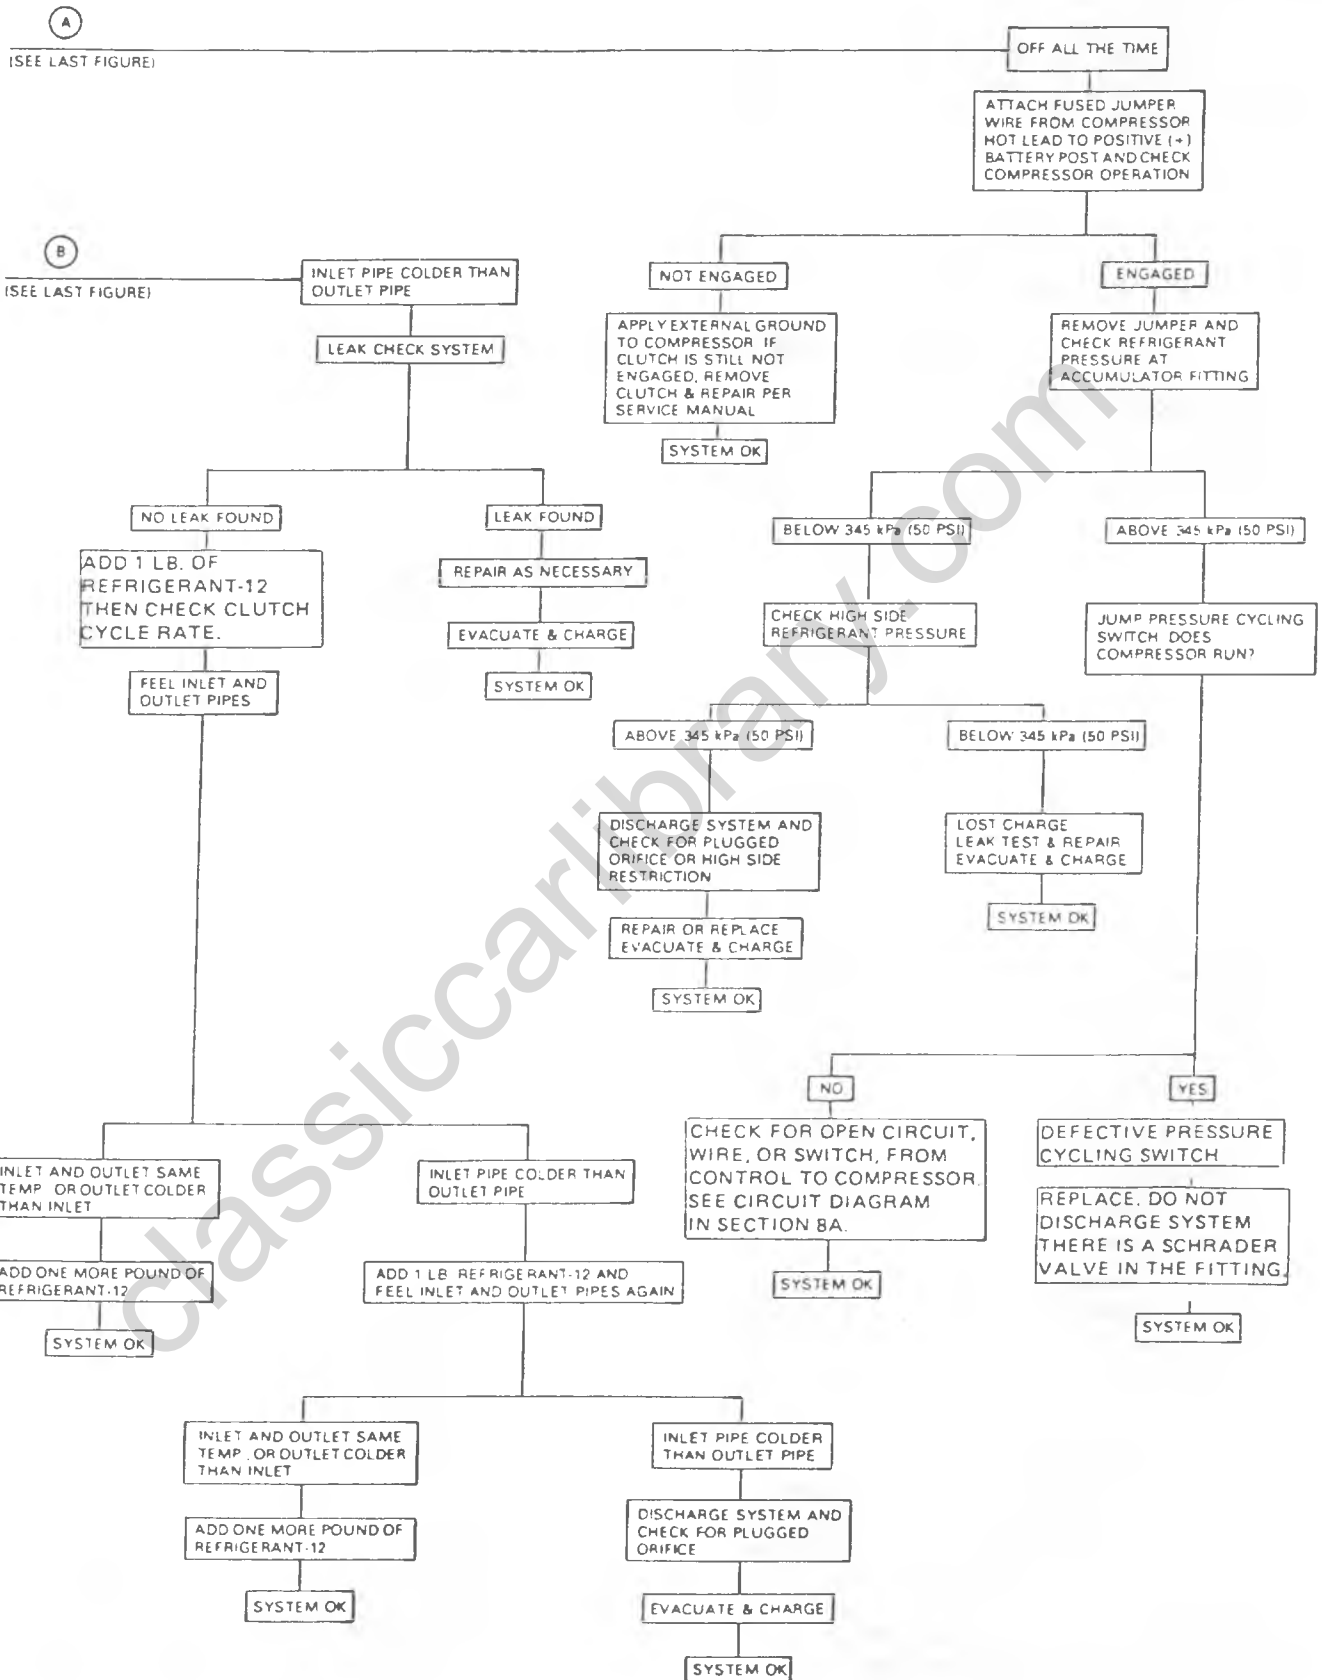 A
(SEE LAST FIGURE)
OFF ALL THE TIME
ATTACH FUSED JUMPER
WIRE FROM COMPRESSOR
HOT LEAD TO POSITIVE (+)
BATTERY POST AND CHECK
COMPRESSOR OPERATION
NOT ENGAGED
APPLY EXTERNAL GROUND
TO COMPRESSOR IF
CLUTCH IS STILL NOT
ENGAGED, REMOVE
CLUTCH & REPAIR PER
SERVICE MANUAL
SYSTEM OK
ENGAGED
REMOVE JUMPER AND
CHECK REFRIGERANT
PRESSURE AT
ACCUMULATOR FITTING
BELOW 345 kPa (50 PSI)
CHECK HIGH SIDE
REFRIGERANT PRESSURE
ABOVE 345 kPa (50 PSI)
DISCHARGE SYSTEM AND
CHECK FOR PLUGGED
ORIFICE OR HIGH SIDE
RESTRICTION
REPAIR OR REPLACE
EVACUATE & CHARGE
SYSTEM OK
BELOW 345 kPa (50 PSI)
LOST CHARGE
LEAK TEST & REPAIR
EVACUATE & CHARGE
SYSTEM OK
ABOVE 345 kPa (50 PSI)
JUMP PRESSURE CYCLING
SWITCH DOES
COMPRESSOR RUN?
NO
CHECK FOR OPEN CIRCUIT,
WIRE, OR SWITCH, FROM
CONTROL TO COMPRESSOR.
SEE CIRCUIT DIAGRAM
IN SECTION 8A.
SYSTEM OK
YES
DEFECTIVE PRESSURE
CYCLING SWITCH
REPLACE. DO NOT
DISCHARGE SYSTEM
THERE IS A SCHRADER
VALVE IN THE FITTING.
SYSTEM OK
B
(SEE LAST FIGURE)
INLET PIPE COLDER THAN
OUTLET PIPE
LEAK CHECK SYSTEM
NO LEAK FOUND
ADD 1 LB. OF
REFRIGERANT-12
THEN CHECK CLUTCH
CYCLE RATE.
FEEL INLET AND
OUTLET PIPES
LEAK FOUND
REPAIR AS NECESSARY
EVACUATE & CHARGE
SYSTEM OK
INLET AND OUTLET SAME
TEMP OR OUTLET COLDER
THAN INLET
ADD ONE MORE POUND OF
REFRIGERANT-12
SYSTEM OK
INLET PIPE COLDER THAN
OUTLET PIPE
ADD 1 LB REFRIGERANT-12 AND
FEEL INLET AND OUTLET PIPES AGAIN
INLET AND OUTLET SAME
TEMP, OR OUTLET COLDER
THAN INLET
ADD ONE MORE POUND OF
REFRIGERANT-12
SYSTEM OK
INLET PIPE COLDER
THAN OUTLET PIPE
DISCHARGE SYSTEM AND
CHECK FOR PLUGGED
ORIFICE
EVACUATE & CHARGE
SYSTEM OK
classiccarlibrary.com